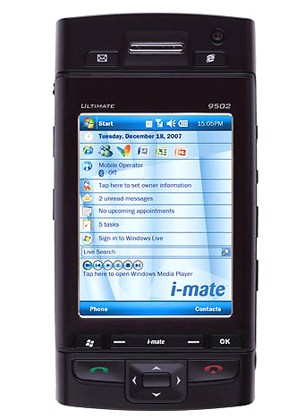 ULTIMATE 9502
Start 15:05PM
Tuesday, December 18, 2007
Mobile Operator
Off
Tap here to set owner information
2 unread messages
No upcoming appointments
5 tasks
Sign in to Windows Live
Live Search
Tap here to open Windows Media Player
i-mate
Phone Contacts
i-mate OK